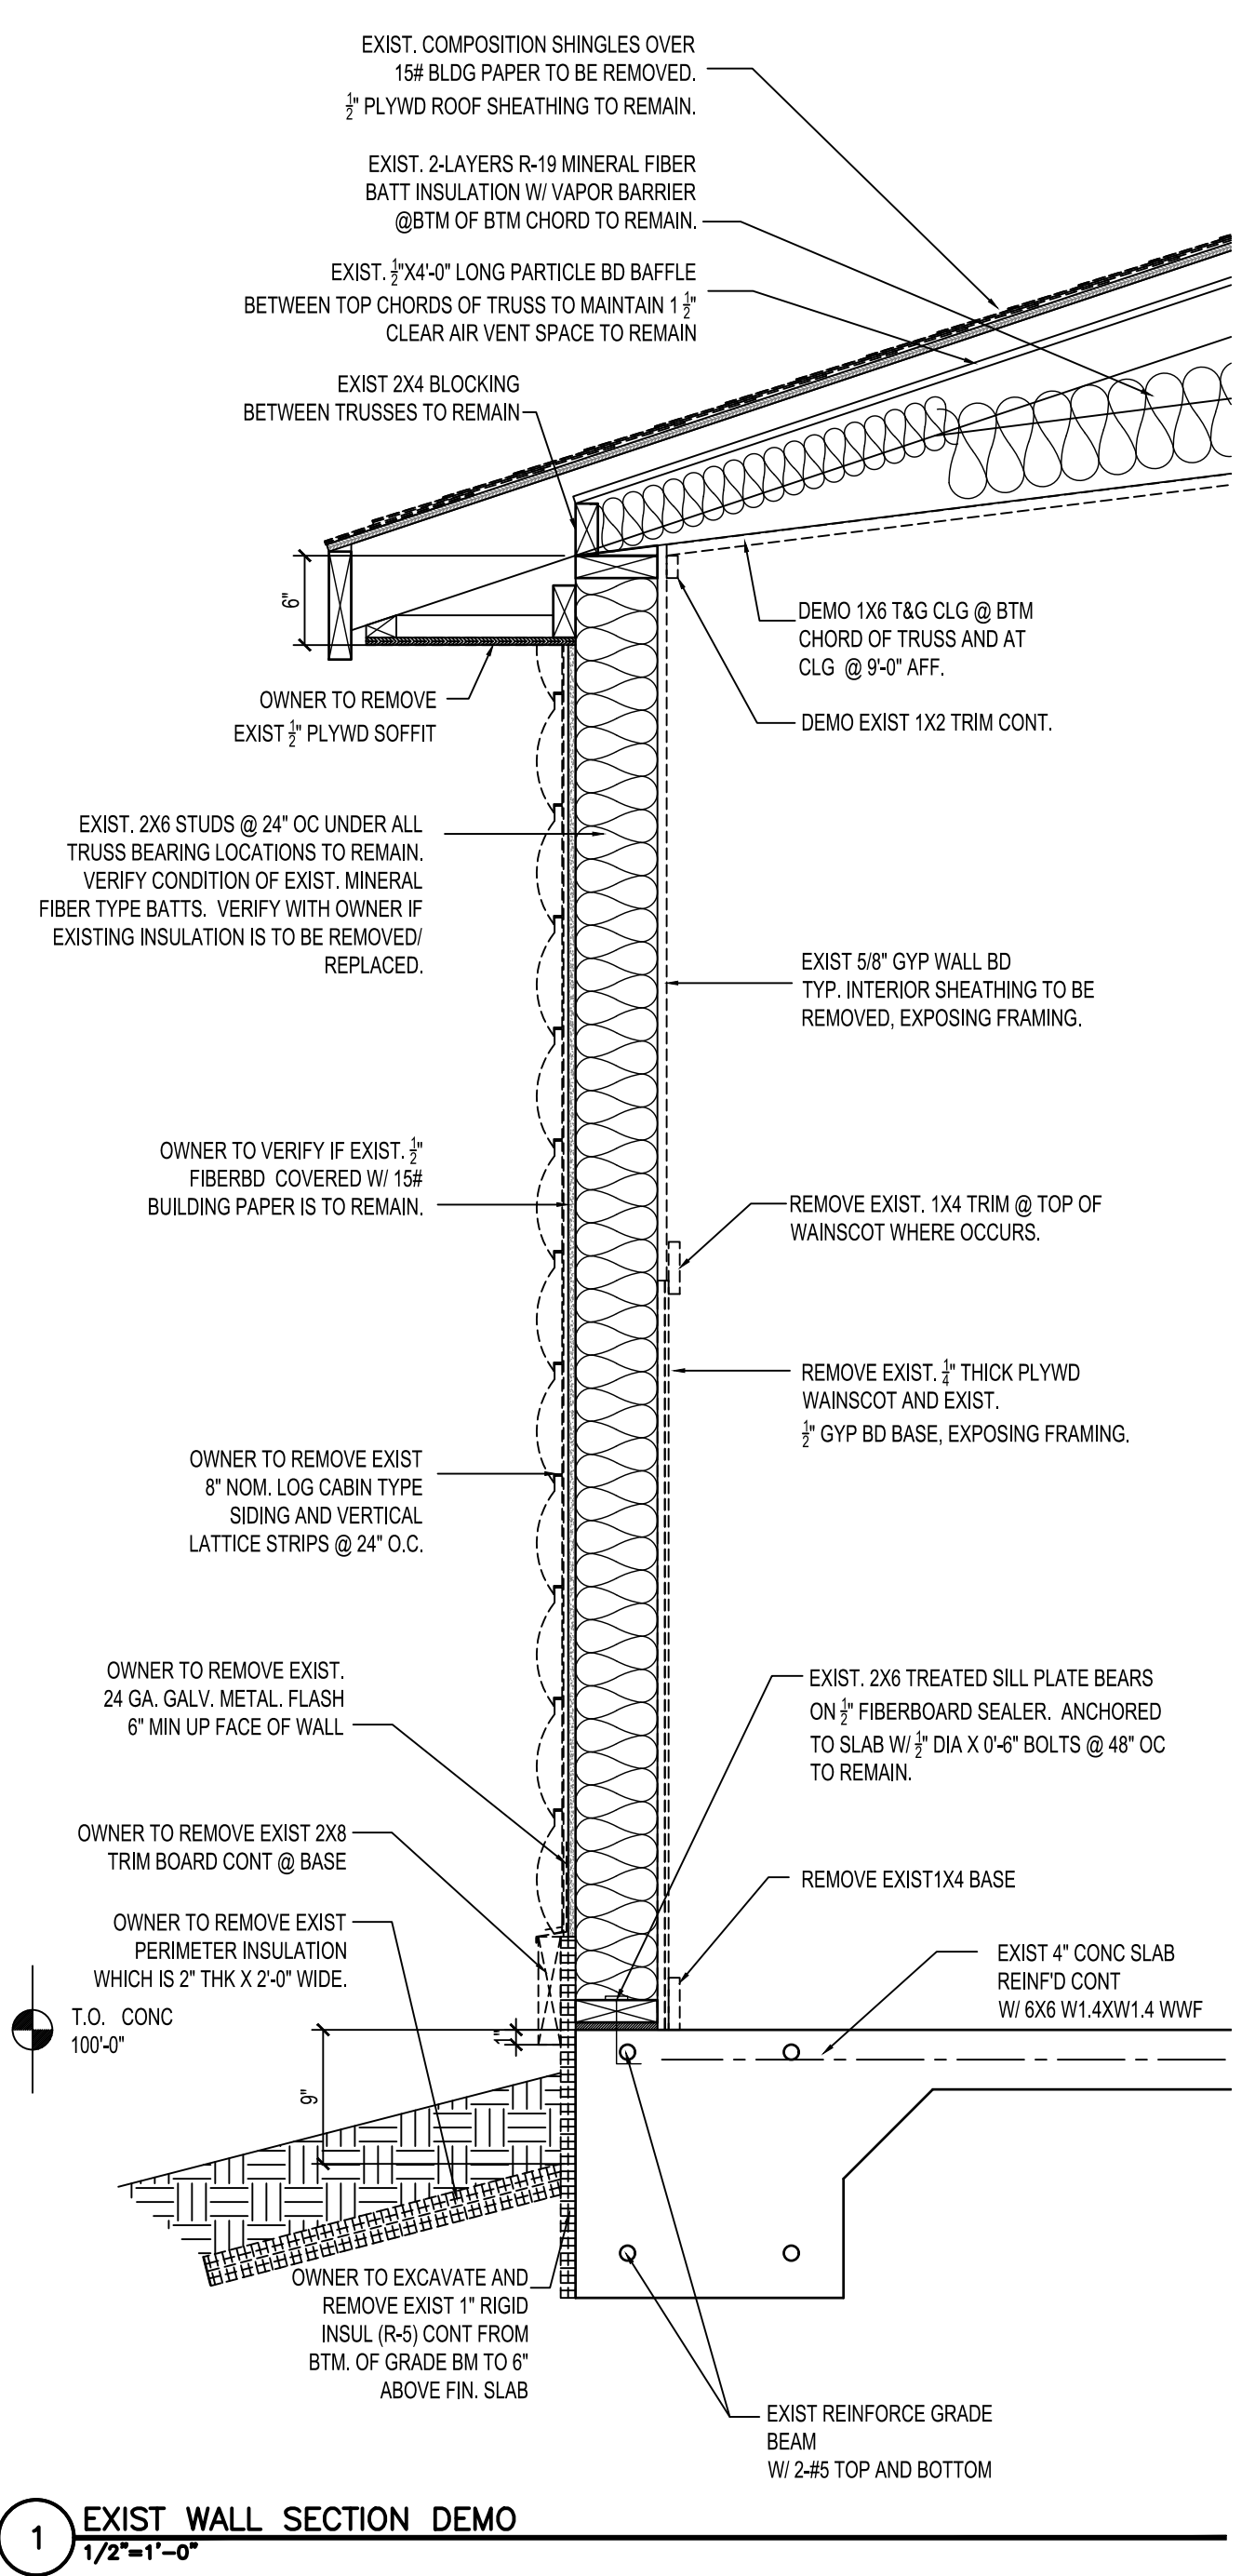 EXIST. COMPOSITION SHINGLES OVER
15# BLDG PAPER TO BE REMOVED.
1/2" PLYWD ROOF SHEATHING TO REMAIN.
EXIST. 2-LAYERS R-19 MINERAL FIBER
BATT INSULATION W/ VAPOR BARRIER
@BTM OF BTM CHORD TO REMAIN.
EXIST. 1/2"X4'-0" LONG PARTICLE BD BAFFLE
BETWEEN TOP CHORDS OF TRUSS TO MAINTAIN 1 1/2"
CLEAR AIR VENT SPACE TO REMAIN
EXIST 2X4 BLOCKING
BETWEEN TRUSSES TO REMAIN
6"
DEMO 1X6 T&G CLG @ BTM
CHORD OF TRUSS AND AT
CLG @ 9'-0" AFF.
OWNER TO REMOVE
EXIST 1/2" PLYWD SOFFIT
DEMO EXIST 1X2 TRIM CONT.
EXIST. 2X6 STUDS @ 24" OC UNDER ALL
TRUSS BEARING LOCATIONS TO REMAIN.
VERIFY CONDITION OF EXIST. MINERAL
FIBER TYPE BATTS. VERIFY WITH OWNER IF
EXISTING INSULATION IS TO BE REMOVED/
REPLACED.
EXIST 5/8" GYP WALL BD
TYP. INTERIOR SHEATHING TO BE
REMOVED, EXPOSING FRAMING.
OWNER TO VERIFY IF EXIST. 1/2"
FIBERBD COVERED W/ 15#
BUILDING PAPER IS TO REMAIN.
REMOVE EXIST. 1X4 TRIM @ TOP OF
WAINSCOT WHERE OCCURS.
REMOVE EXIST. 1/4" THICK PLYWD
WAINSCOT AND EXIST.
1/2" GYP BD BASE, EXPOSING FRAMING.
OWNER TO REMOVE EXIST
8" NOM. LOG CABIN TYPE
SIDING AND VERTICAL
LATTICE STRIPS @ 24" O.C.
OWNER TO REMOVE EXIST.
24 GA. GALV. METAL. FLASH
6" MIN UP FACE OF WALL
EXIST. 2X6 TREATED SILL PLATE BEARS
ON 1/2" FIBERBOARD SEALER. ANCHORED
TO SLAB W/ 1/2" DIA X 0'-6" BOLTS @ 48" OC
TO REMAIN.
OWNER TO REMOVE EXIST 2X8
TRIM BOARD CONT @ BASE
REMOVE EXIST1X4 BASE
OWNER TO REMOVE EXIST
PERIMETER INSULATION
WHICH IS 2" THK X 2'-0" WIDE.
EXIST 4" CONC SLAB
REINF'D CONT
W/ 6X6 W1.4XW1.4 WWF
T.O. CONC
100'-0"
1"
9"
OWNER TO EXCAVATE AND
REMOVE EXIST 1" RIGID
INSUL (R-5) CONT FROM
BTM. OF GRADE BM TO 6"
ABOVE FIN. SLAB
EXIST REINFORCE GRADE
BEAM
W/ 2-#5 TOP AND BOTTOM
1 EXIST WALL SECTION DEMO
1/2"=1'-0"